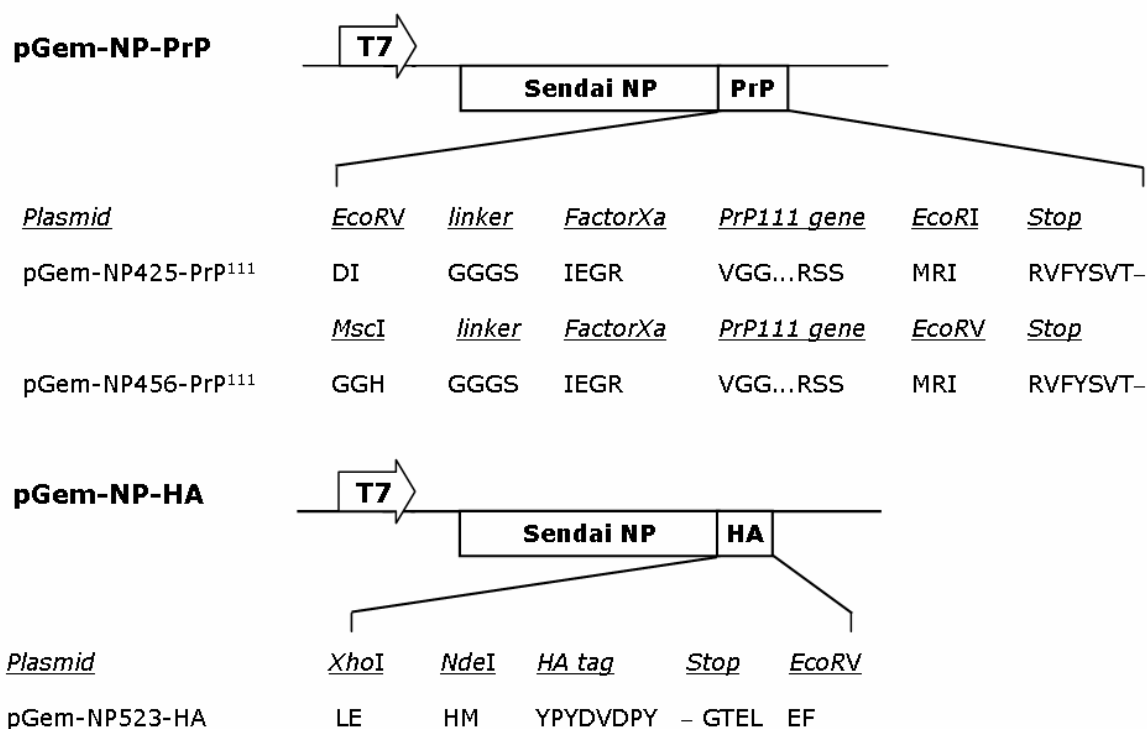 pGem-NP-PrP T7
Sendai NP PrP
Plasmid EcoRV linker FactorXa PrP111 gene EcoRI Stop
pGem-NP425-PrP¹¹¹ DI GGGS IEGR VGG...RSS MRI RVFYSVT–
MscI linker FactorXa PrP111 gene EcoRV Stop
pGem-NP456-PrP¹¹¹ GGH GGGS IEGR VGG...RSS MRI RVFYSVT–
pGem-NP-HA T7
Sendai NP HA
Plasmid XhoI NdeI HA tag Stop EcoRV
pGem-NP523-HA LE HM YPYDVDPY – GTEL EF